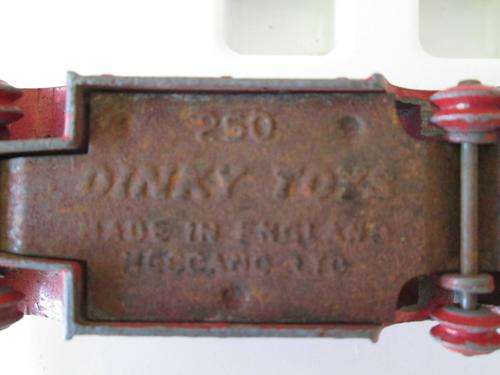 250
DINKY TOYS
MADE IN ENGLAND
MECCANO LTD